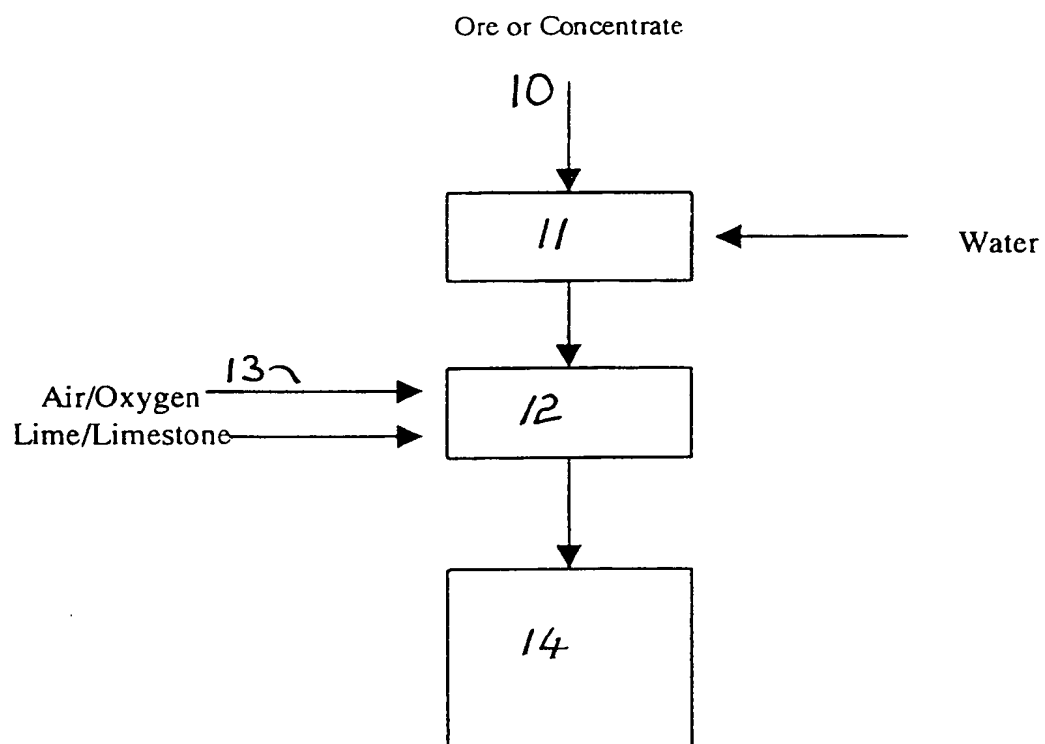 Ore or Concentrate
10
11
Water
13
Air/Oxygen
12
Lime/Limestone
14